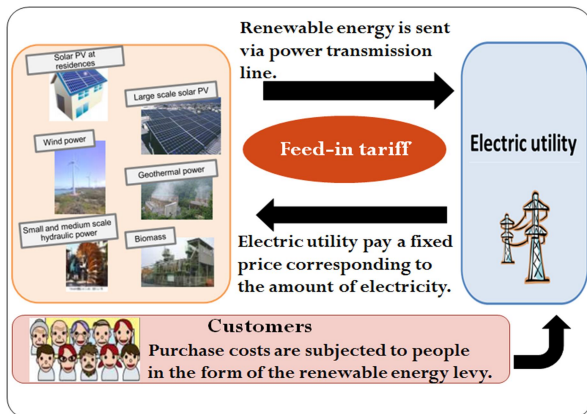 Solar PV at
residences
Large scale solar PV
Wind power
Geothermal power
Small and medium scale
hydraulic power
Biomass
Renewable energy is sent
via power transmission
line.
Feed-in tariff
Electric utility pay a fixed
price corresponding to
the amount of electricity.
Electric utility
Customers
Purchase costs are subjected to people
in the form of the renewable energy levy.